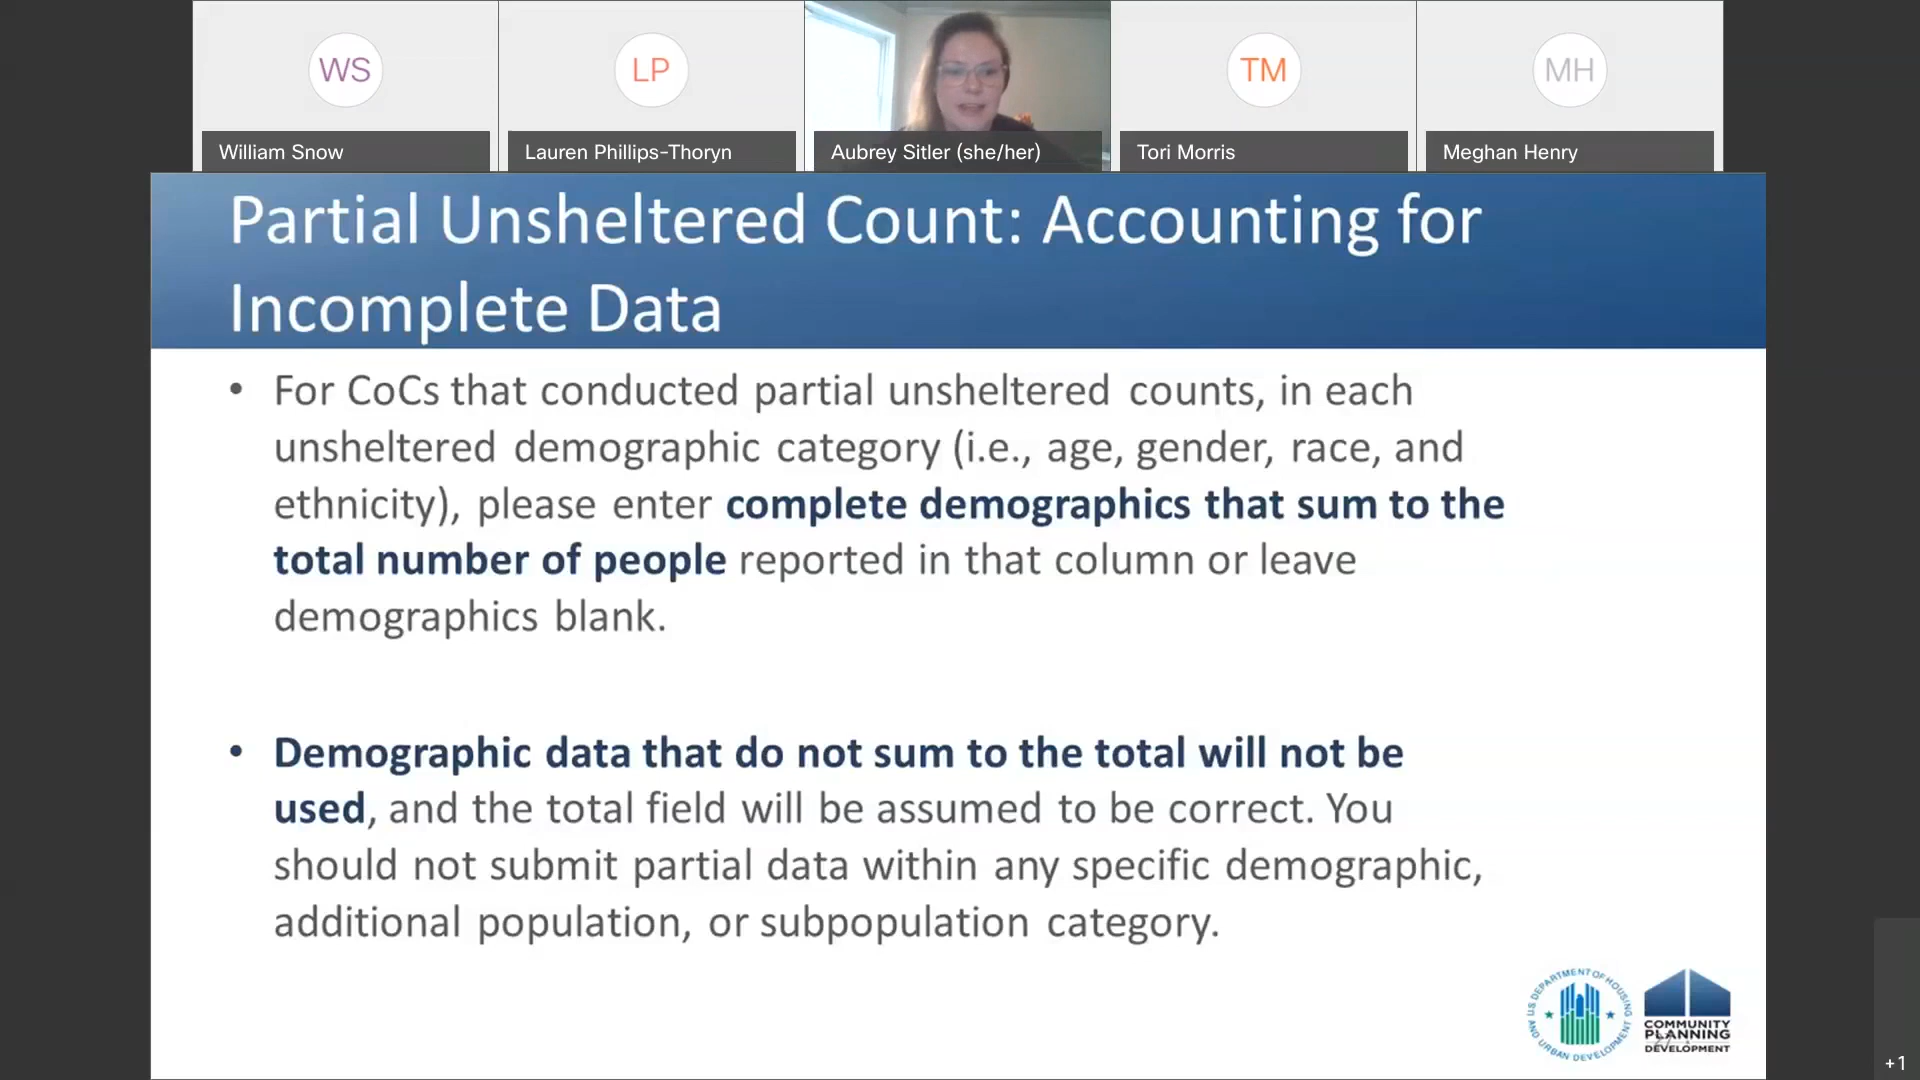 WS
LP
TM
MH
William Snow
Lauren Phillips-Thoryn
Aubrey Sitler (she/her)
Tori Morris
Meghan Henry
Partial Unsheltered Count: Accounting for
Incomplete Data
• For CoCs that conducted partial unsheltered counts, in each
unsheltered demographic category (i.e., age, gender, race, and
ethnicity), please enter complete demographics that sum to the
total number of people reported in that column or leave
demographics blank.
• Demographic data that do not sum to the total will not be
used, and the total field will be assumed to be correct. You
should not submit partial data within any specific demographic,
additional population, or subpopulation category.
U.S. DEPARTMENT OF HOUSING
AND URBAN DEVELOPMENT
COMMUNITY
PLANNING
DEVELOPMENT
+1